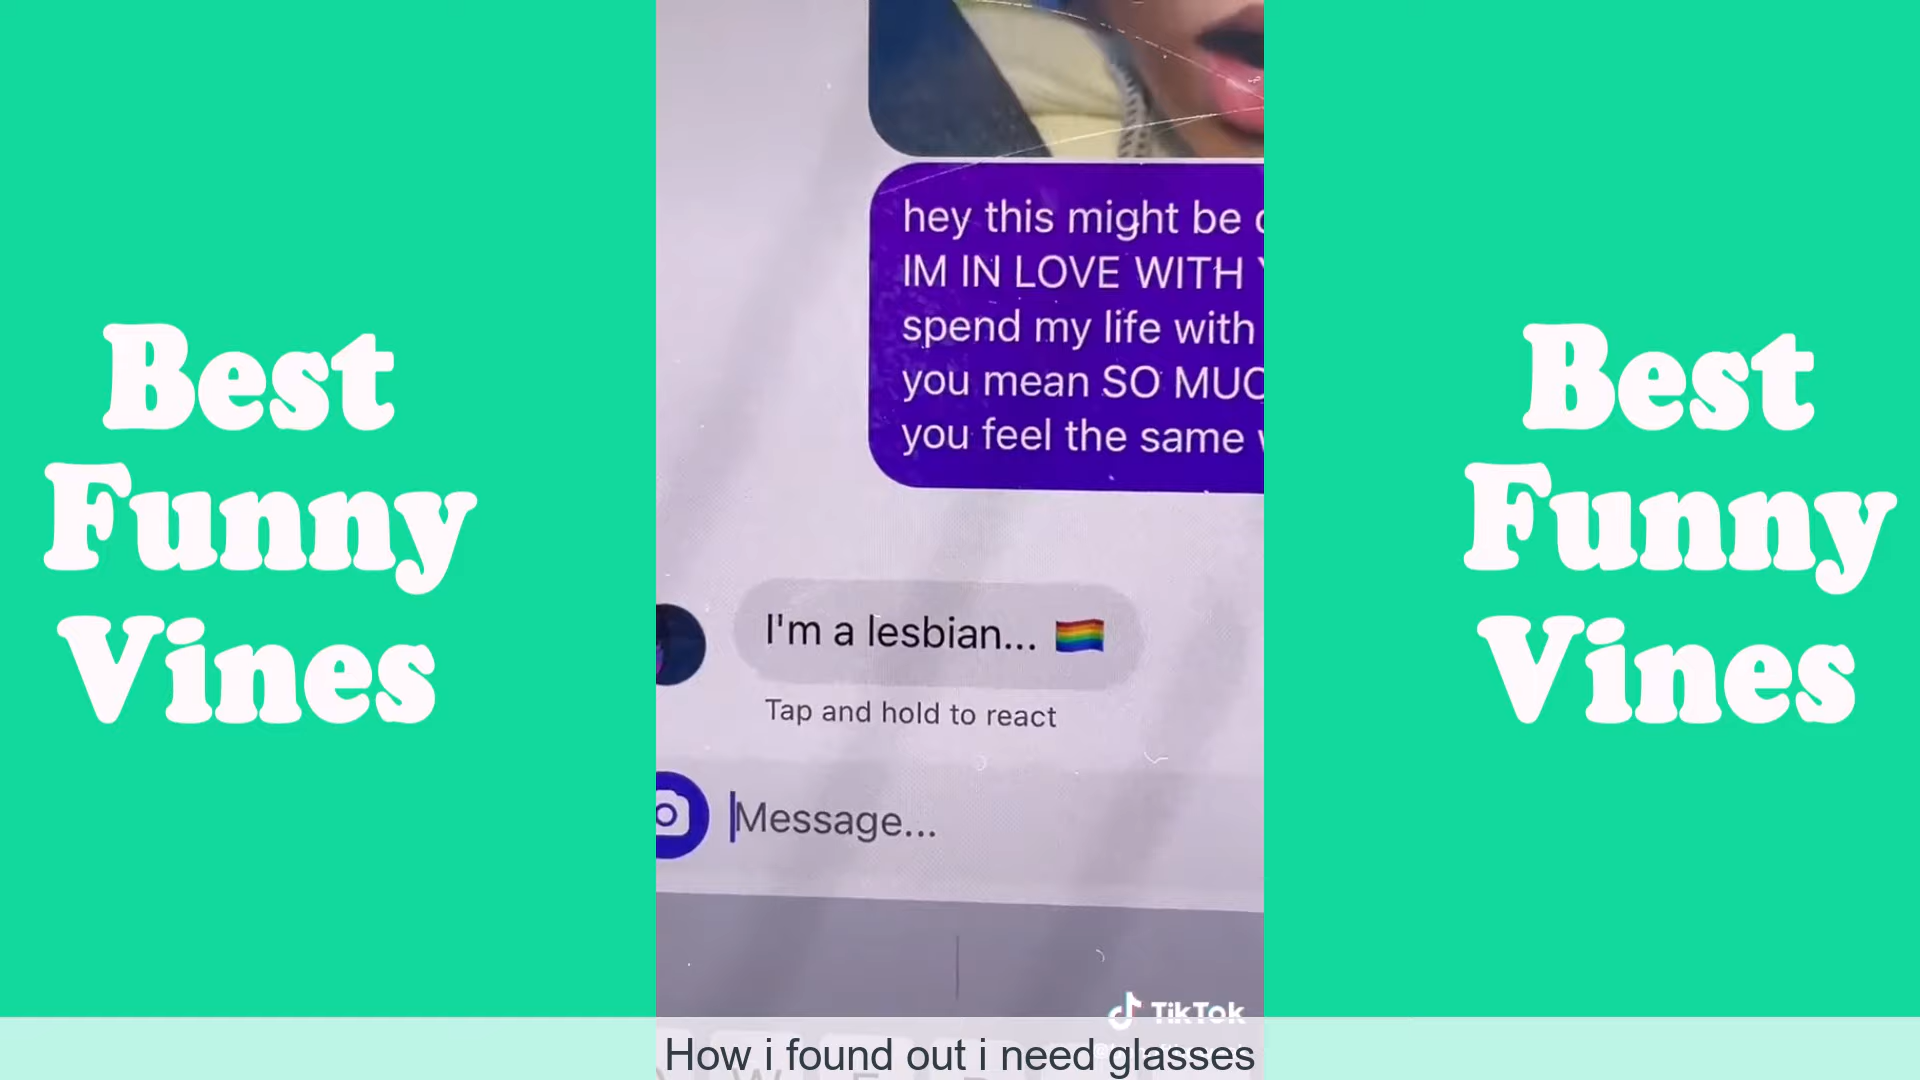 Best
Funny
Vines
hey this might be
IM IN LOVE WITH
spend my life with
you mean SO MUC
you feel the same
I'm a lesbian... 🏳️‍🌈
Tap and hold to react
Message...
TikTok
How i found out i need glasses
Best
Funny
Vines